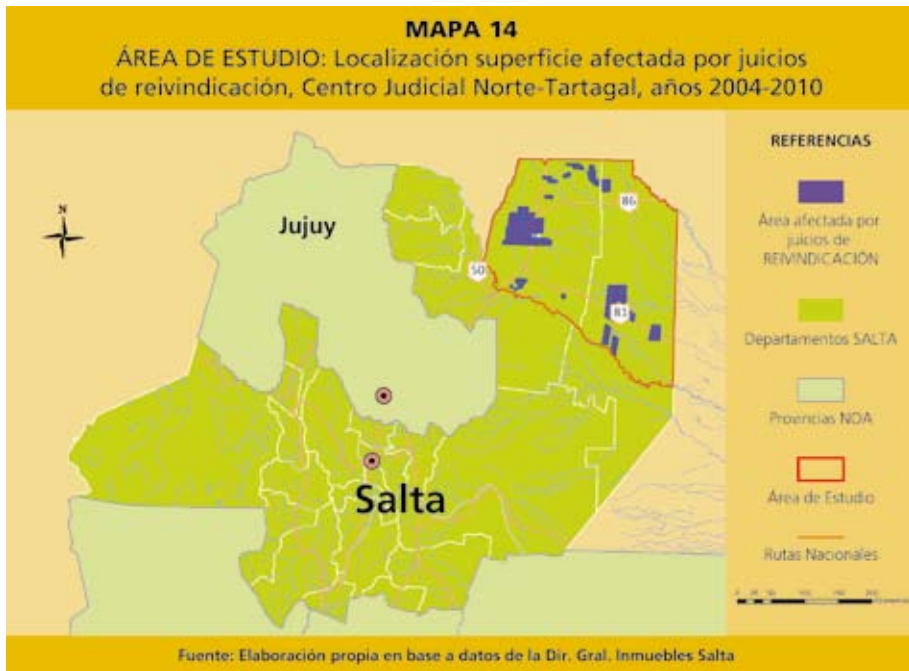 MAPA 14
ÁREA DE ESTUDIO: Localización superficie afectada por juicios
de reivindicación, Centro Judicial Norte-Tartagal, años 2004-2010
REFERENCIAS
Área afectada por
juicios de
REIVINDICACIÓN
Departamentos SALTA
Provincias NOA
Área de Estudio
Rutas Nacionales
N
Jujuy
Salta
86
50
81
Fuente: Elaboración propia en base a datos de la Dir. Gral. Inmuebles Salta